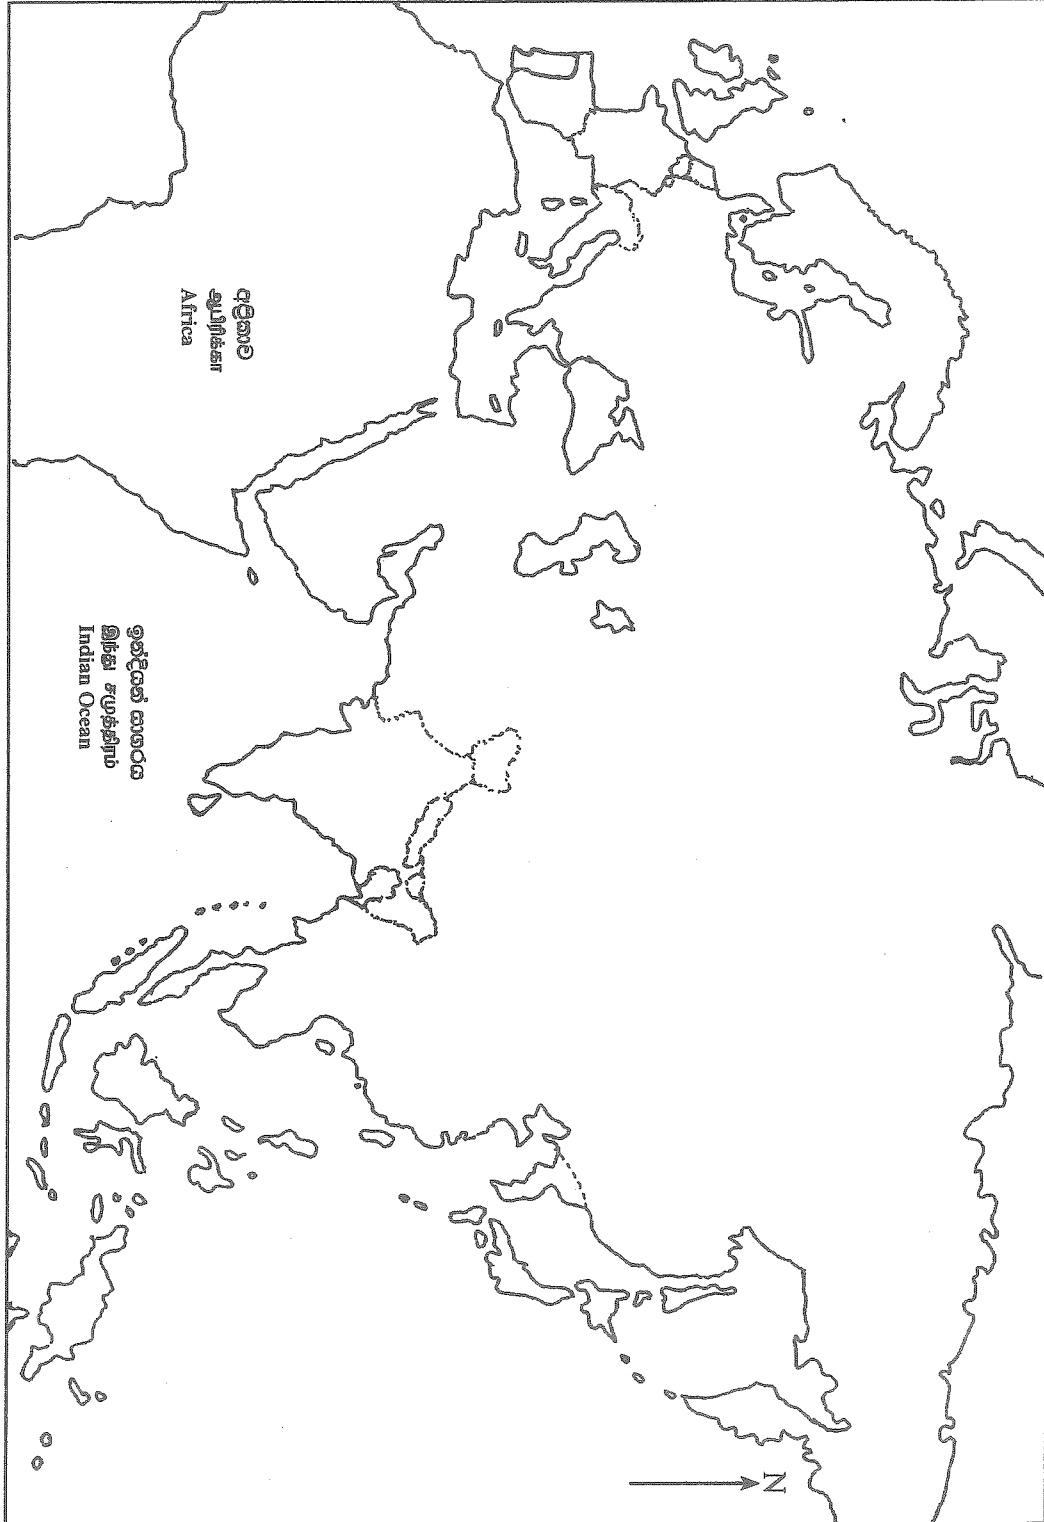 අප්‍රිකාව
ஆபிரிக்கா
Africa
ඉන්දියන් සාගරය
இந்து சமுத்திரம்
Indian Ocean
N